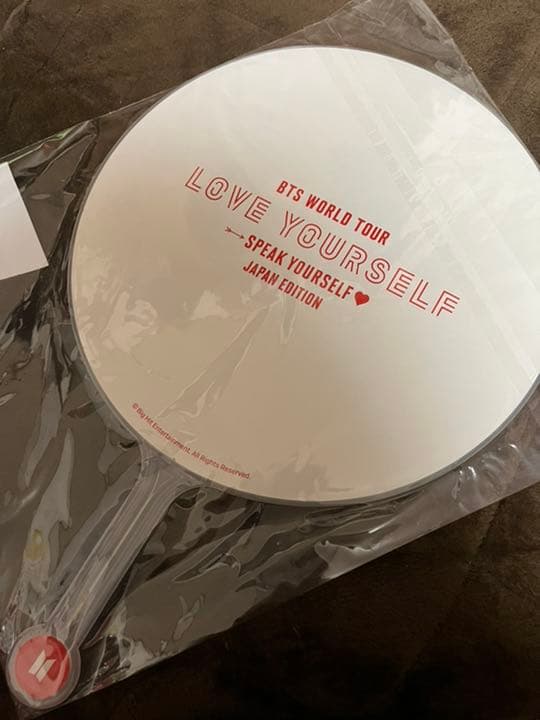 BTS WORLD TOUR
LOVE YOURSELF
SPEAK YOURSELF
JAPAN EDITION
© Big Hit Entertainment. All Rights Reserved.